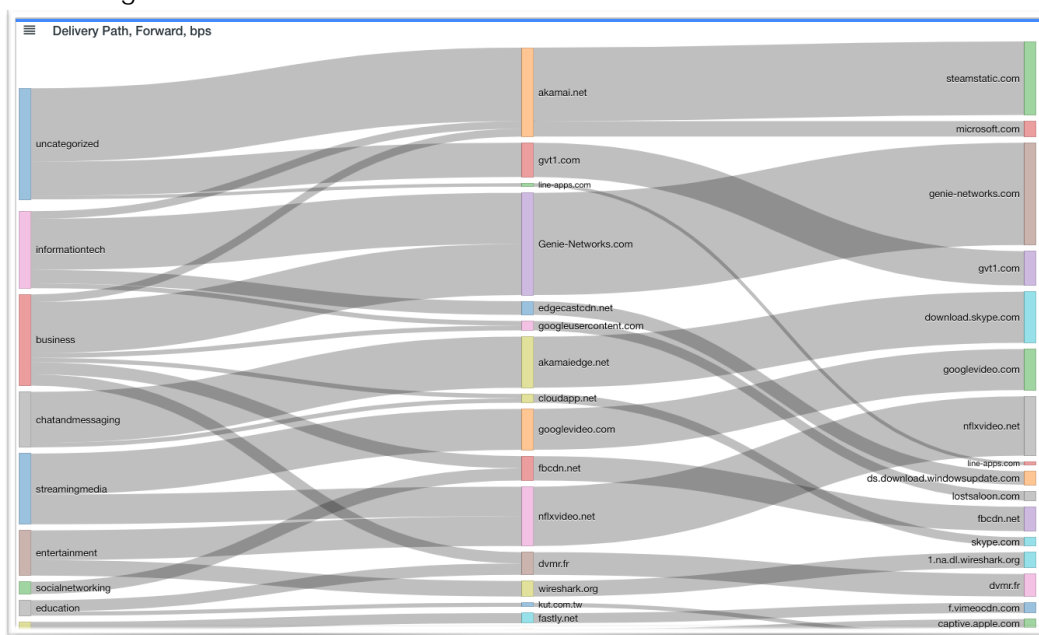 Delivery Path, Forward, bps
uncategorized
informationtech
business
chatandmessaging
streamingmedia
entertainment
socialnetworking
education
akamai.net
gvt1.com
line-apps.com
Genie-Networks.com
edgecastcdn.net
googleusercontent.com
akamaiedge.net
cloudapp.net
googlevideo.com
fbcdn.net
nflxvideo.net
dvmr.fr
wireshark.org
kut.com.tw
fastly.net
steamstatic.com
microsoft.com
genie-networks.com
gvt1.com
download.skype.com
googlevideo.com
nflxvideo.net
line-apps.com
ds.download.windowsupdate.com
lostsaloon.com
fbcdn.net
skype.com
1.na.dl.wireshark.org
dvmr.fr
f.vimeocdn.com
captive.apple.com